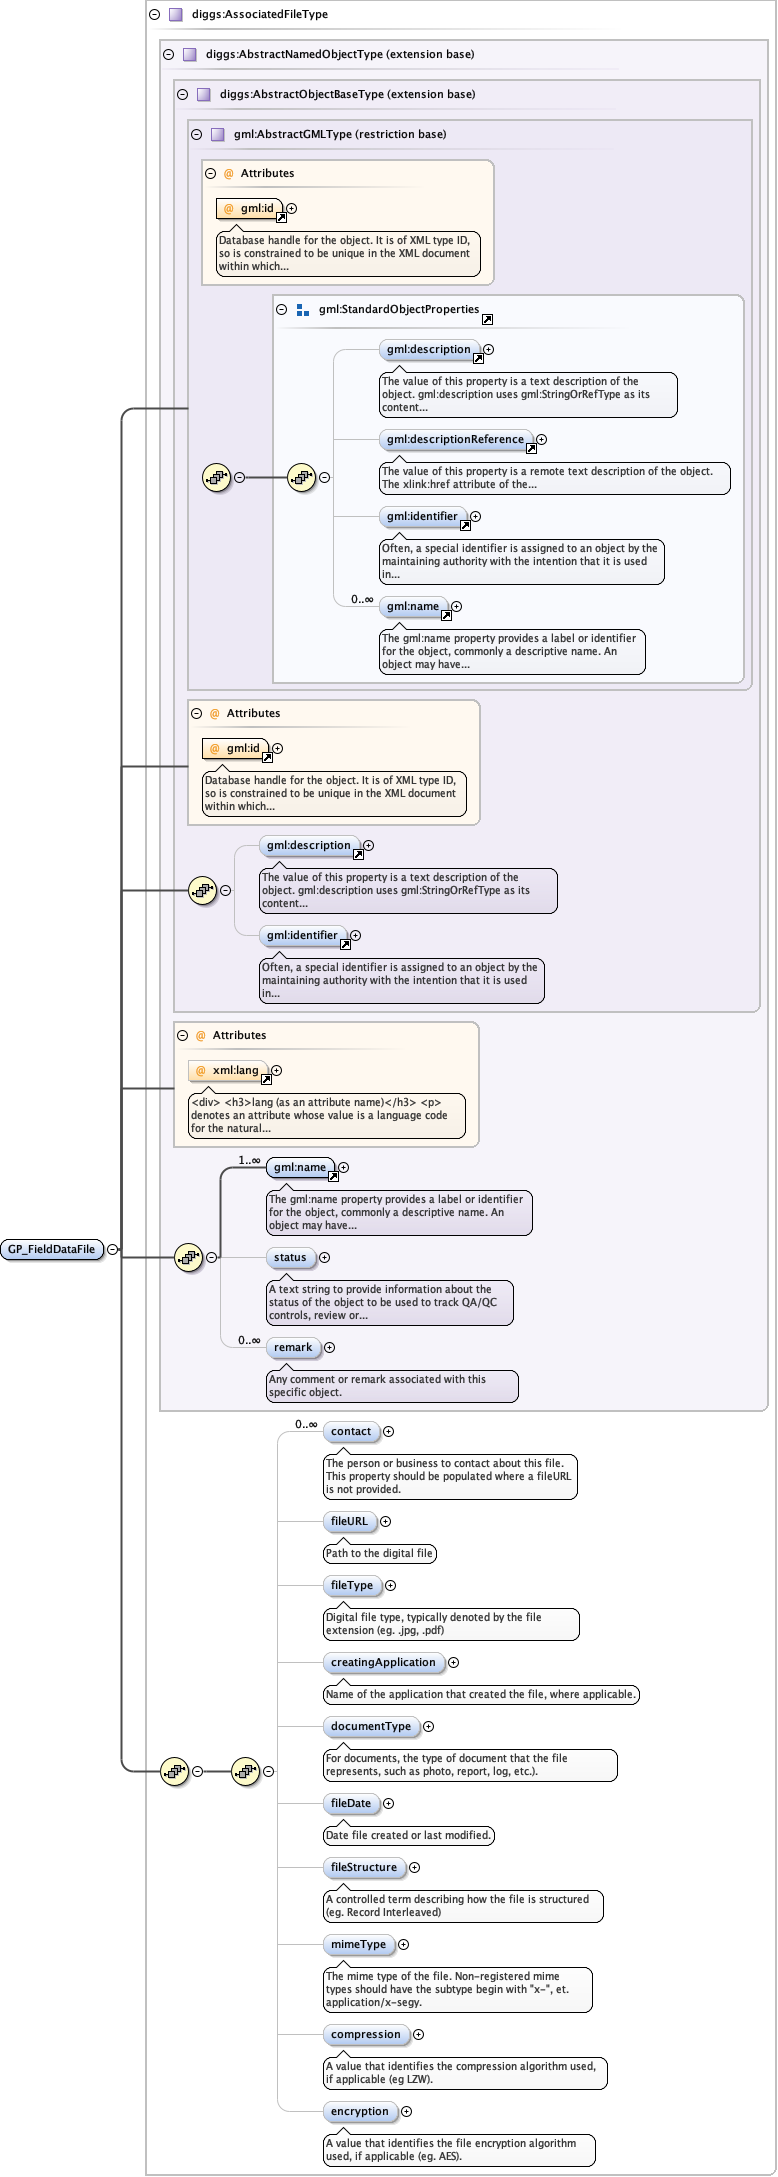 diggs:AssociatedFileType
diggs:AbstractNamedObjectType (extension base)
diggs:AbstractObjectBaseType (extension base)
gml:AbstractGMLType (restriction base)
@ Attributes
@ gml:id
Database handle for the object. It is of XML type ID,
so is constrained to be unique in the XML document
within which...
gml:StandardObjectProperties
gml:description
The value of this property is a text description of the
object. gml:description uses gml:StringOrRefType as its
content...
gml:descriptionReference
The value of this property is a remote text description of the object.
The xlink:href attribute of the...
gml:identifier
Often, a special identifier is assigned to an object by the
maintaining authority with the intention that it is used
in...
0..∞
gml:name
The gml:name property provides a label or identifier
for the object, commonly a descriptive name. An
object may have...
@ Attributes
@ gml:id
Database handle for the object. It is of XML type ID,
so is constrained to be unique in the XML document
within which...
gml:description
The value of this property is a text description of the
object. gml:description uses gml:StringOrRefType as its
content...
gml:identifier
Often, a special identifier is assigned to an object by the
maintaining authority with the intention that it is used
in...
@ Attributes
@ xml:lang
<div> <h3>lang (as an attribute name)</h3> <p>
denotes an attribute whose value is a language code
for the natural...
1..∞
gml:name
The gml:name property provides a label or identifier
for the object, commonly a descriptive name. An
object may have...
GP_FieldDataFile
status
A text string to provide information about the
status of the object to be used to track QA/QC
controls, review or...
0..∞
remark
Any comment or remark associated with this
specific object.
0..∞
contact
The person or business to contact about this file.
This property should be populated where a fileURL
is not provided.
fileURL
Path to the digital file
fileType
Digital file type, typically denoted by the file
extension (eg. .jpg, .pdf)
creatingApplication
Name of the application that created the file, where applicable.
documentType
For documents, the type of document that the file
represents, such as photo, report, log, etc.).
fileDate
Date file created or last modified.
fileStructure
A controlled term describing how the file is structured
(eg. Record Interleaved)
mimeType
The mime type of the file. Non-registered mime
types should have the subtype begin with "x-", et.
application/x-segy.
compression
A value that identifies the compression algorithm used,
if applicable (eg LZW).
encryption
A value that identifies the file encryption algorithm
used, if applicable (eg. AES).